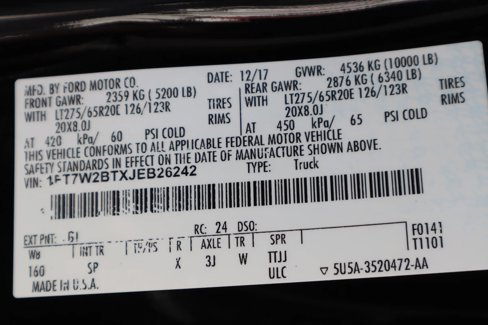 MFD. BY FORD MOTOR CO.
DATE: 12/17 GVWR: 4536 KG (10000 LB)
FRONT GAWR: 2359 KG (5200 LB) REAR GAWR: 2876 KG (6340 LB)
WITH LT275/65R20E 126/123R TIRES WITH LT275/65R20E 126/123R TIRES
20X8.0J RIMS 20X8.0J RIMS
AT 420 kPa/ 60 PSI COLD AT 450 kPa/ 65 PSI COLD
THIS VEHICLE CONFORMS TO ALL APPLICABLE FEDERAL MOTOR VEHICLE
SAFETY STANDARDS IN EFFECT ON THE DATE OF MANUFACTURE SHOWN ABOVE.
VIN: 1FT7W2BTXJEB26242 TYPE: Truck
EXT PNT: G1 RC: 24 DSO: F0141
WB INT TR TP/PS R AXLE TR SPR T1101
160 SP X 3J W TTJJ
MADE IN U.S.A. ULC ▽ 5U5A-3520472-AA